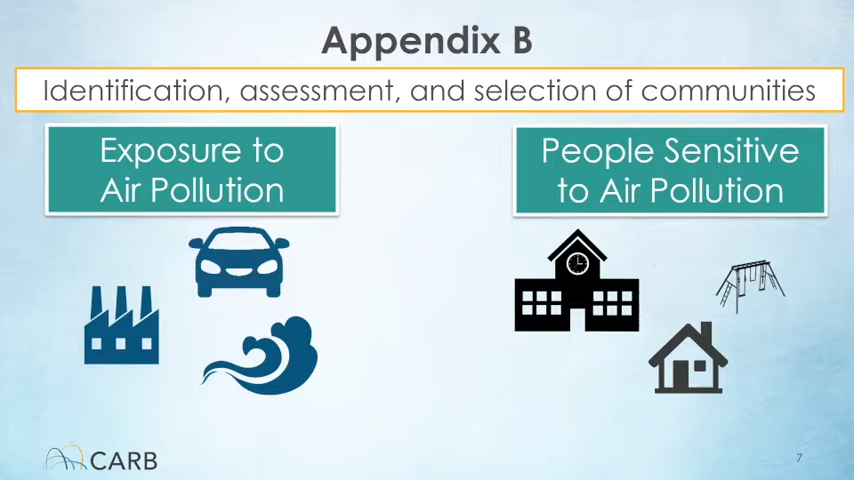 Appendix B
Identification, assessment, and selection of communities
Exposure to
Air Pollution
People Sensitive
to Air Pollution
CARB
7